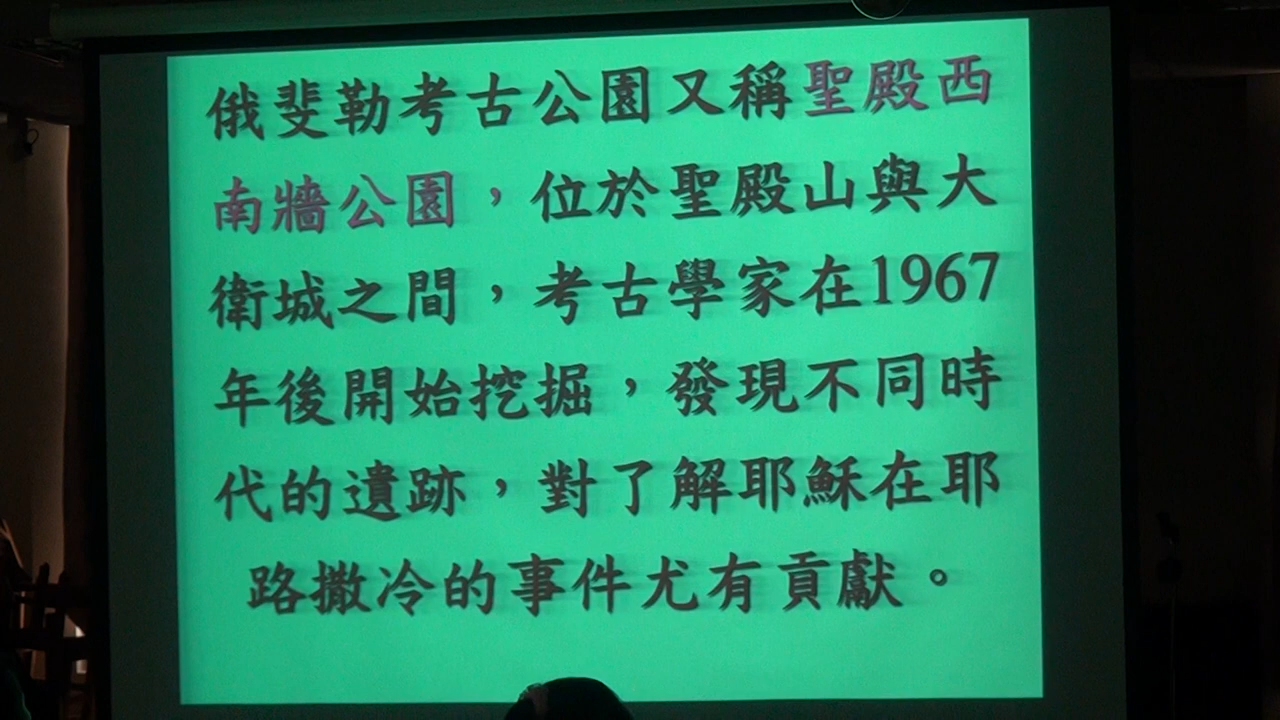 俄斐勒考古公園又稱聖殿西
南牆公園，位於聖殿山與大
衛城之間，考古學家在1967
年後開始挖掘，發現不同時
代的遺跡，對了解耶穌在耶
路撒冷的事件尤有貢獻。